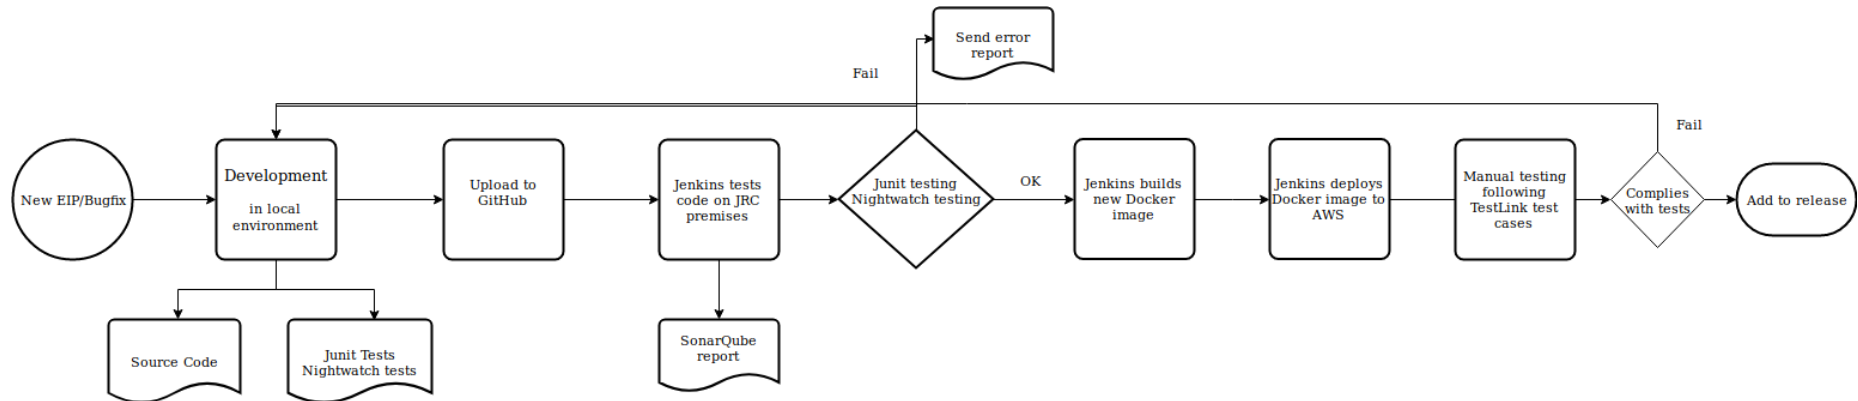 Send error
report
Fail
Fail
New EIP/Bugfix
Development
in local
environment
Upload to
GitHub
Jenkins tests
code on JRC
premises
Junit testing
Nightwatch testing
OK
Jenkins builds
new Docker
image
Jenkins deploys
Docker image to
AWS
Manual testing
following
TestLink test
cases
Complies
with tests
Add to release
Source Code
Junit Tests
Nightwatch tests
SonarQube
report